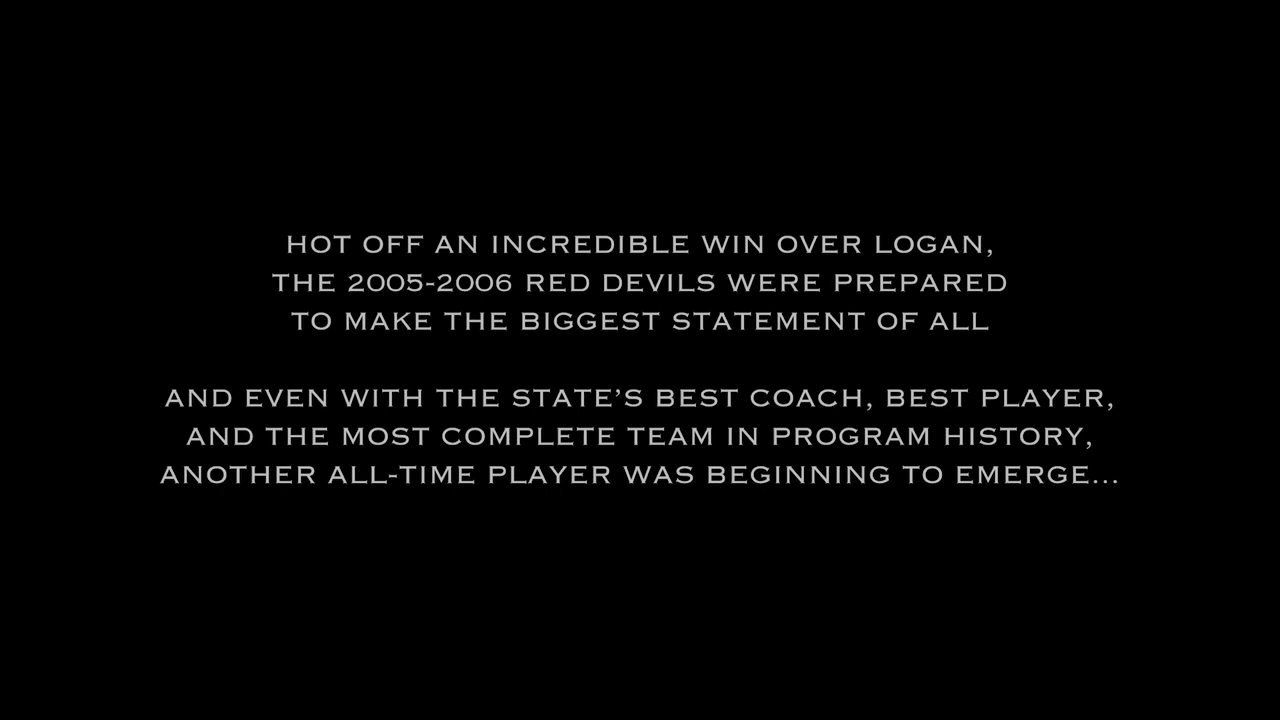 HOT OFF AN INCREDIBLE WIN OVER LOGAN,
THE 2005-2006 RED DEVILS WERE PREPARED
TO MAKE THE BIGGEST STATEMENT OF ALL
AND EVEN WITH THE STATE’S BEST COACH, BEST PLAYER,
AND THE MOST COMPLETE TEAM IN PROGRAM HISTORY,
ANOTHER ALL-TIME PLAYER WAS BEGINNING TO EMERGE...